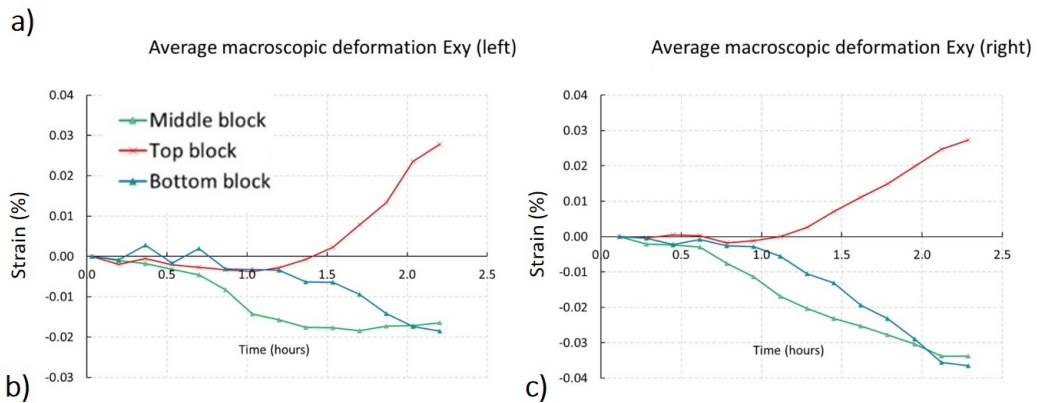 a)
Average macroscopic deformation Exy (left)
Average macroscopic deformation Exy (right)
0.04
0.03
0.02
0.01
0.00
-0.01
-0.02
-0.03
Strain (%)
Middle block
Top block
Bottom block
0.0
0.5
1.0
1.5
2.0
2.5
Time (hours)
b)
0.04
0.03
0.02
0.01
0.00
-0.01
-0.02
-0.03
-0.04
Strain (%)
0.0
0.5
1.0
1.5
2.0
2.5
Time (hours)
c)